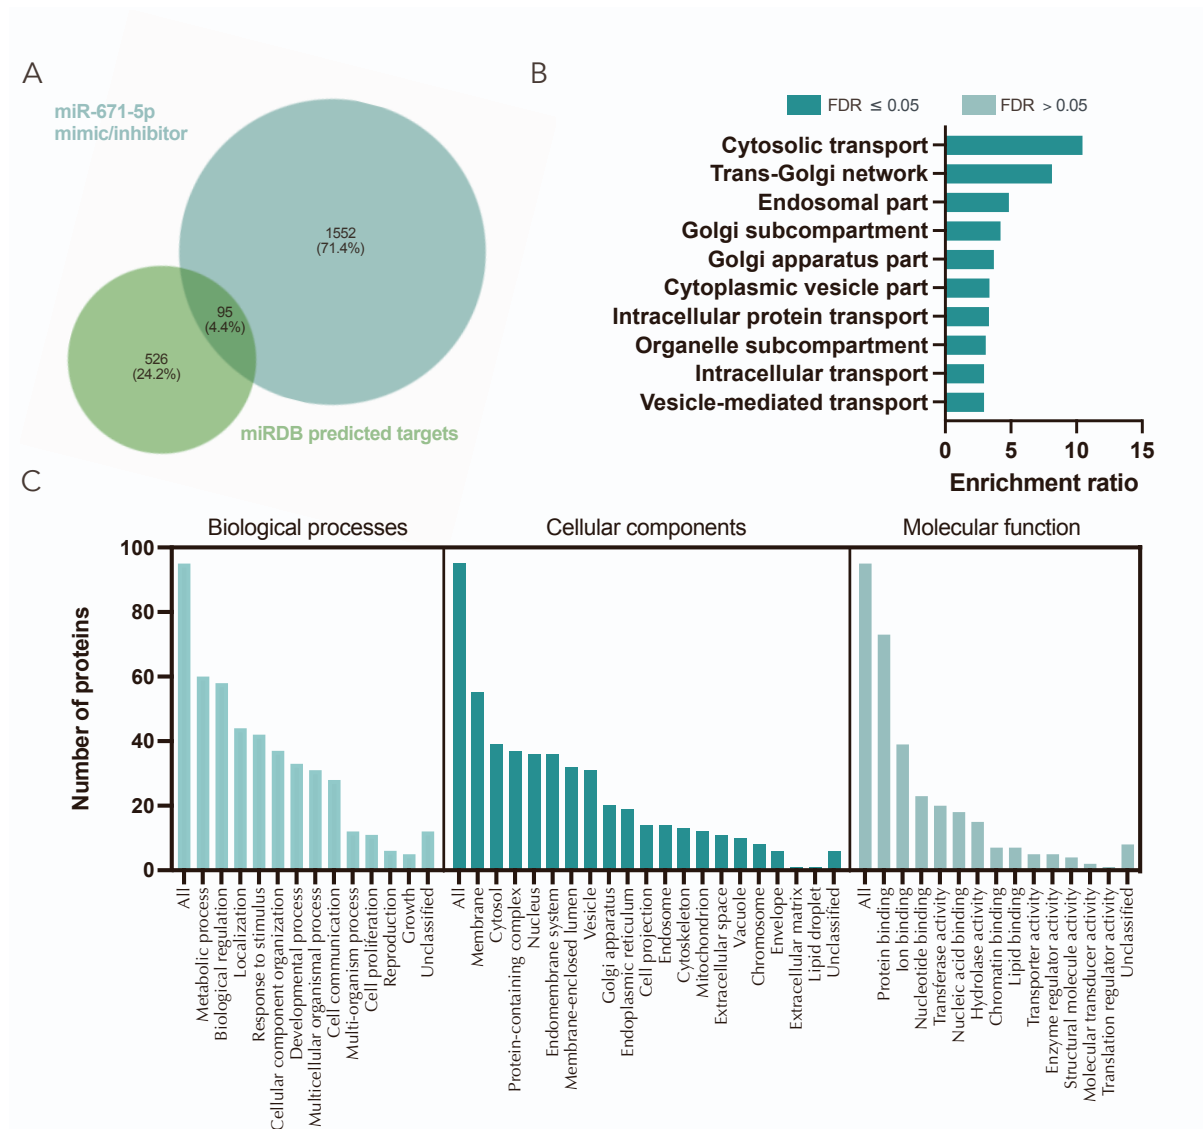 A
miR-671-5p
mimic/inhibitor
1552
(71.4%)
95
(4.4%)
526
(24.2%)
miRDB predicted targets
B
FDR ≤ 0.05
FDR > 0.05
Cytosolic transport
Trans-Golgi network
Endosomal part
Golgi subcompartment
Golgi apparatus part
Cytoplasmic vesicle part
Intracellular protein transport
Organelle subcompartment
Intracellular transport
Vesicle-mediated transport
0 5 10 15
Enrichment ratio
C
Biological processes
Cellular components
Molecular function
Number of proteins
100
80
60
40
20
0
All
Metabolic process
Biological regulation
Localization
Response to stimulus
Cellular component organization
Developmental process
Multicellular organismal process
Cell communication
Multi-organism process
Cell proliferation
Reproduction
Growth
Unclassified
All
Membrane
Cytosol
Protein-containing complex
Nucleus
Endomembrane system
Membrane-enclosed lumen
Vesicle
Golgi apparatus
Endoplasmic reticulum
Cell projection
Endosome
Cytoskeleton
Mitochondrion
Extracellular space
Vacuole
Chromosome
Envelope
Extracellular matrix
Lipid droplet
Unclassified
All
Protein binding
Ion binding
Nucleotide binding
Transferase activity
Nucleic acid binding
Hydrolase activity
Chromatin binding
Lipid binding
Transporter activity
Enzyme regulator activity
Structural molecule activity
Molecular transducer activity
Translation regulator activity
Unclassified